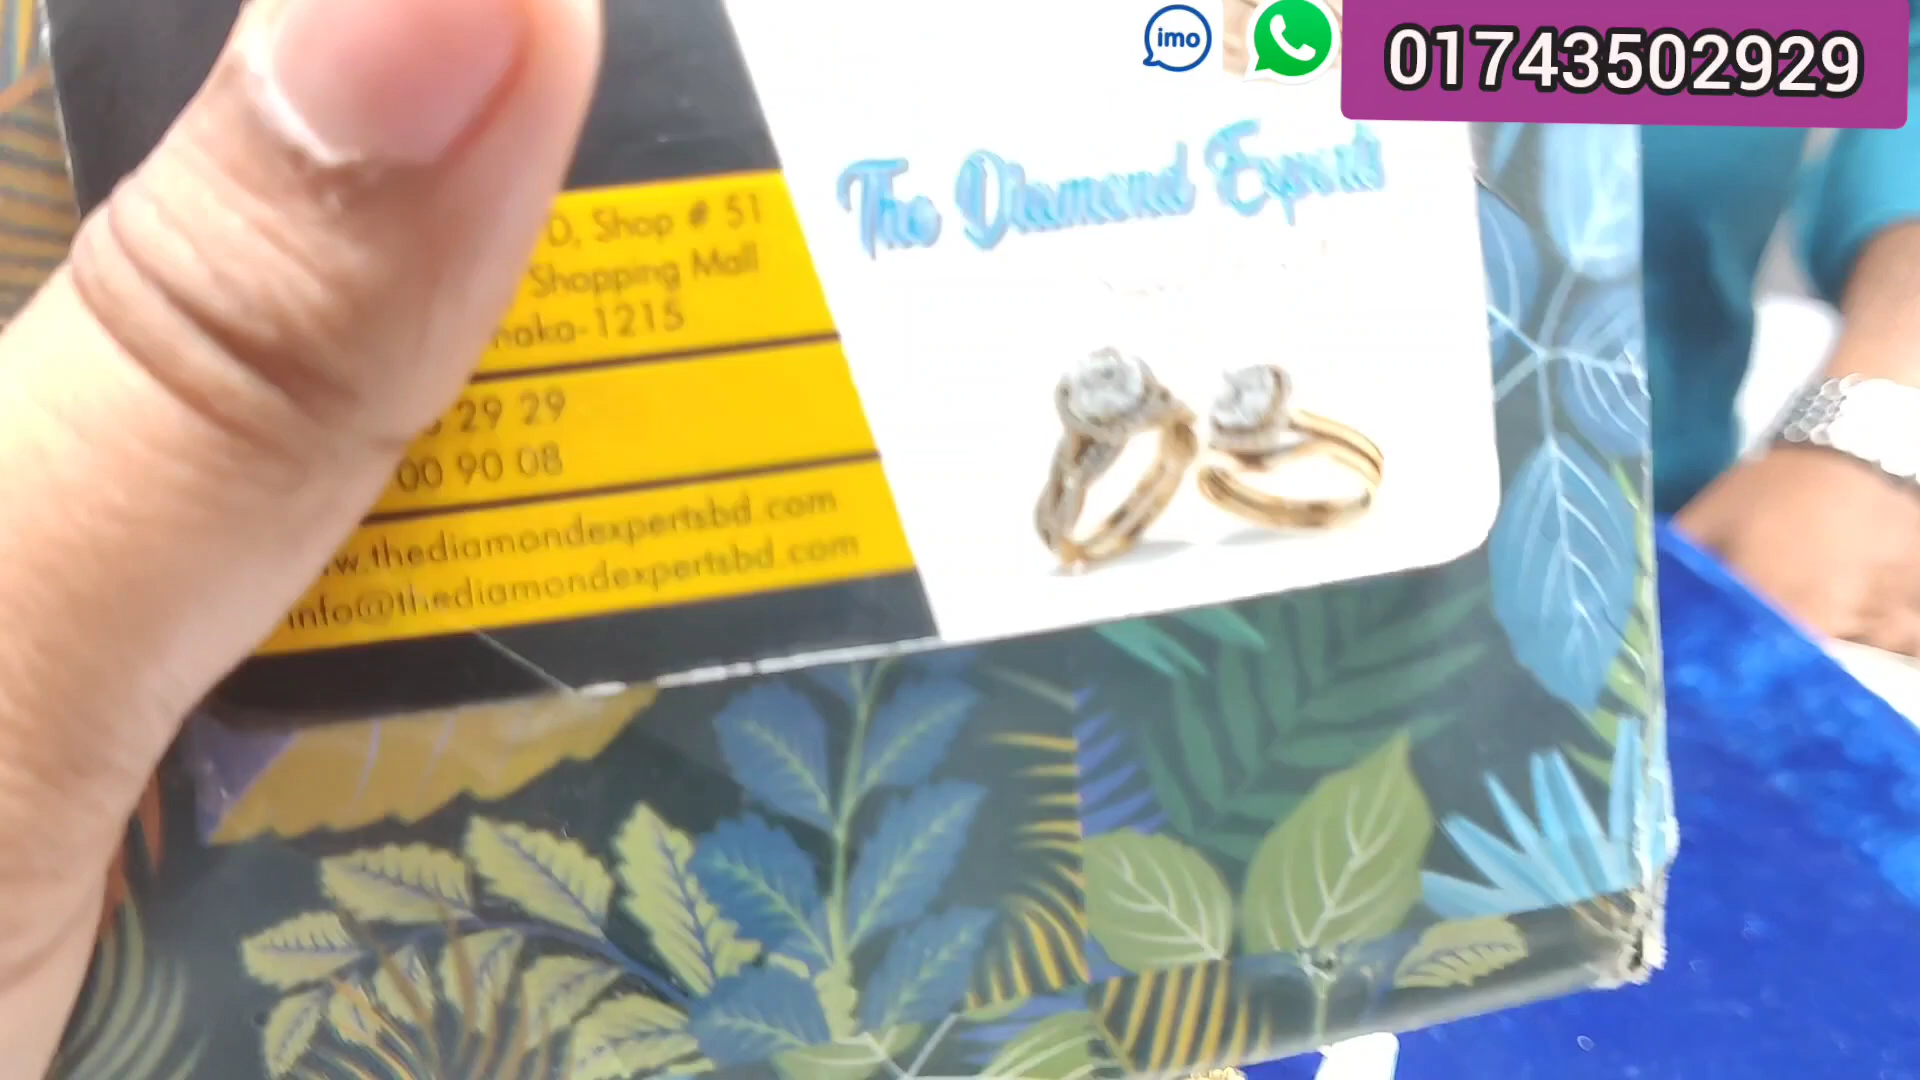 imo
01743502929
The Diamond Experts
D, Shop # 51
Shopping Mall
haka-1215
29 29
00 90 08
w.thediamondexpertsbd.com
info@thediamondexpertsbd.com